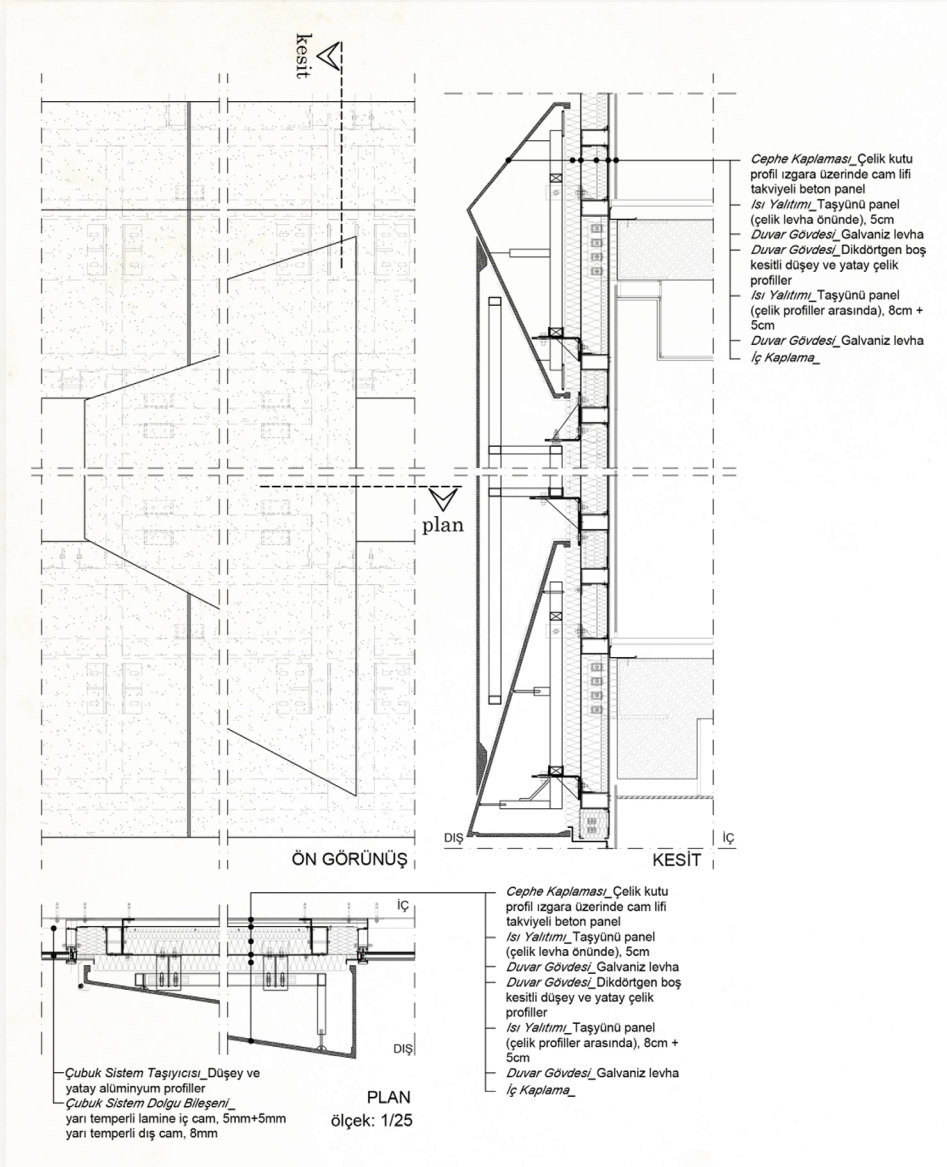 kesit
Cephe Kaplaması_Çelik kutu
profil ızgara üzerinde cam lifi
takviyeli beton panel
Isı Yalıtımı_Taşyünü panel
(çelik levha önünde), 5cm
Duvar Gövdesi_Galvaniz levha
Duvar Gövdesi_Dikdörtgen boş
kesitli düşey ve yatay çelik
profiller
Isı Yalıtımı_Taşyünü panel
(çelik profiller arasında), 8cm +
5cm
Duvar Gövdesi_Galvaniz levha
İç Kaplama_
plan
DIŞ
İÇ
ÖN GÖRÜNÜŞ
KESİT
İÇ
DIŞ
Cephe Kaplaması_Çelik kutu
profil ızgara üzerinde cam lifi
takviyeli beton panel
Isı Yalıtımı_Taşyünü panel
(çelik levha önünde), 5cm
Duvar Gövdesi_Galvaniz levha
Duvar Gövdesi_Dikdörtgen boş
kesitli düşey ve yatay çelik
profiller
Isı Yalıtımı_Taşyünü panel
(çelik profiller arasında), 8cm +
5cm
Duvar Gövdesi_Galvaniz levha
İç Kaplama_
Çubuk Sistem Taşıyıcısı_Düşey ve
yatay alüminyum profiller
Çubuk Sistem Dolgu Bileşeni_
yarı temperli lamine iç cam, 5mm+5mm
yarı temperli dış cam, 8mm
PLAN
ölçek: 1/25